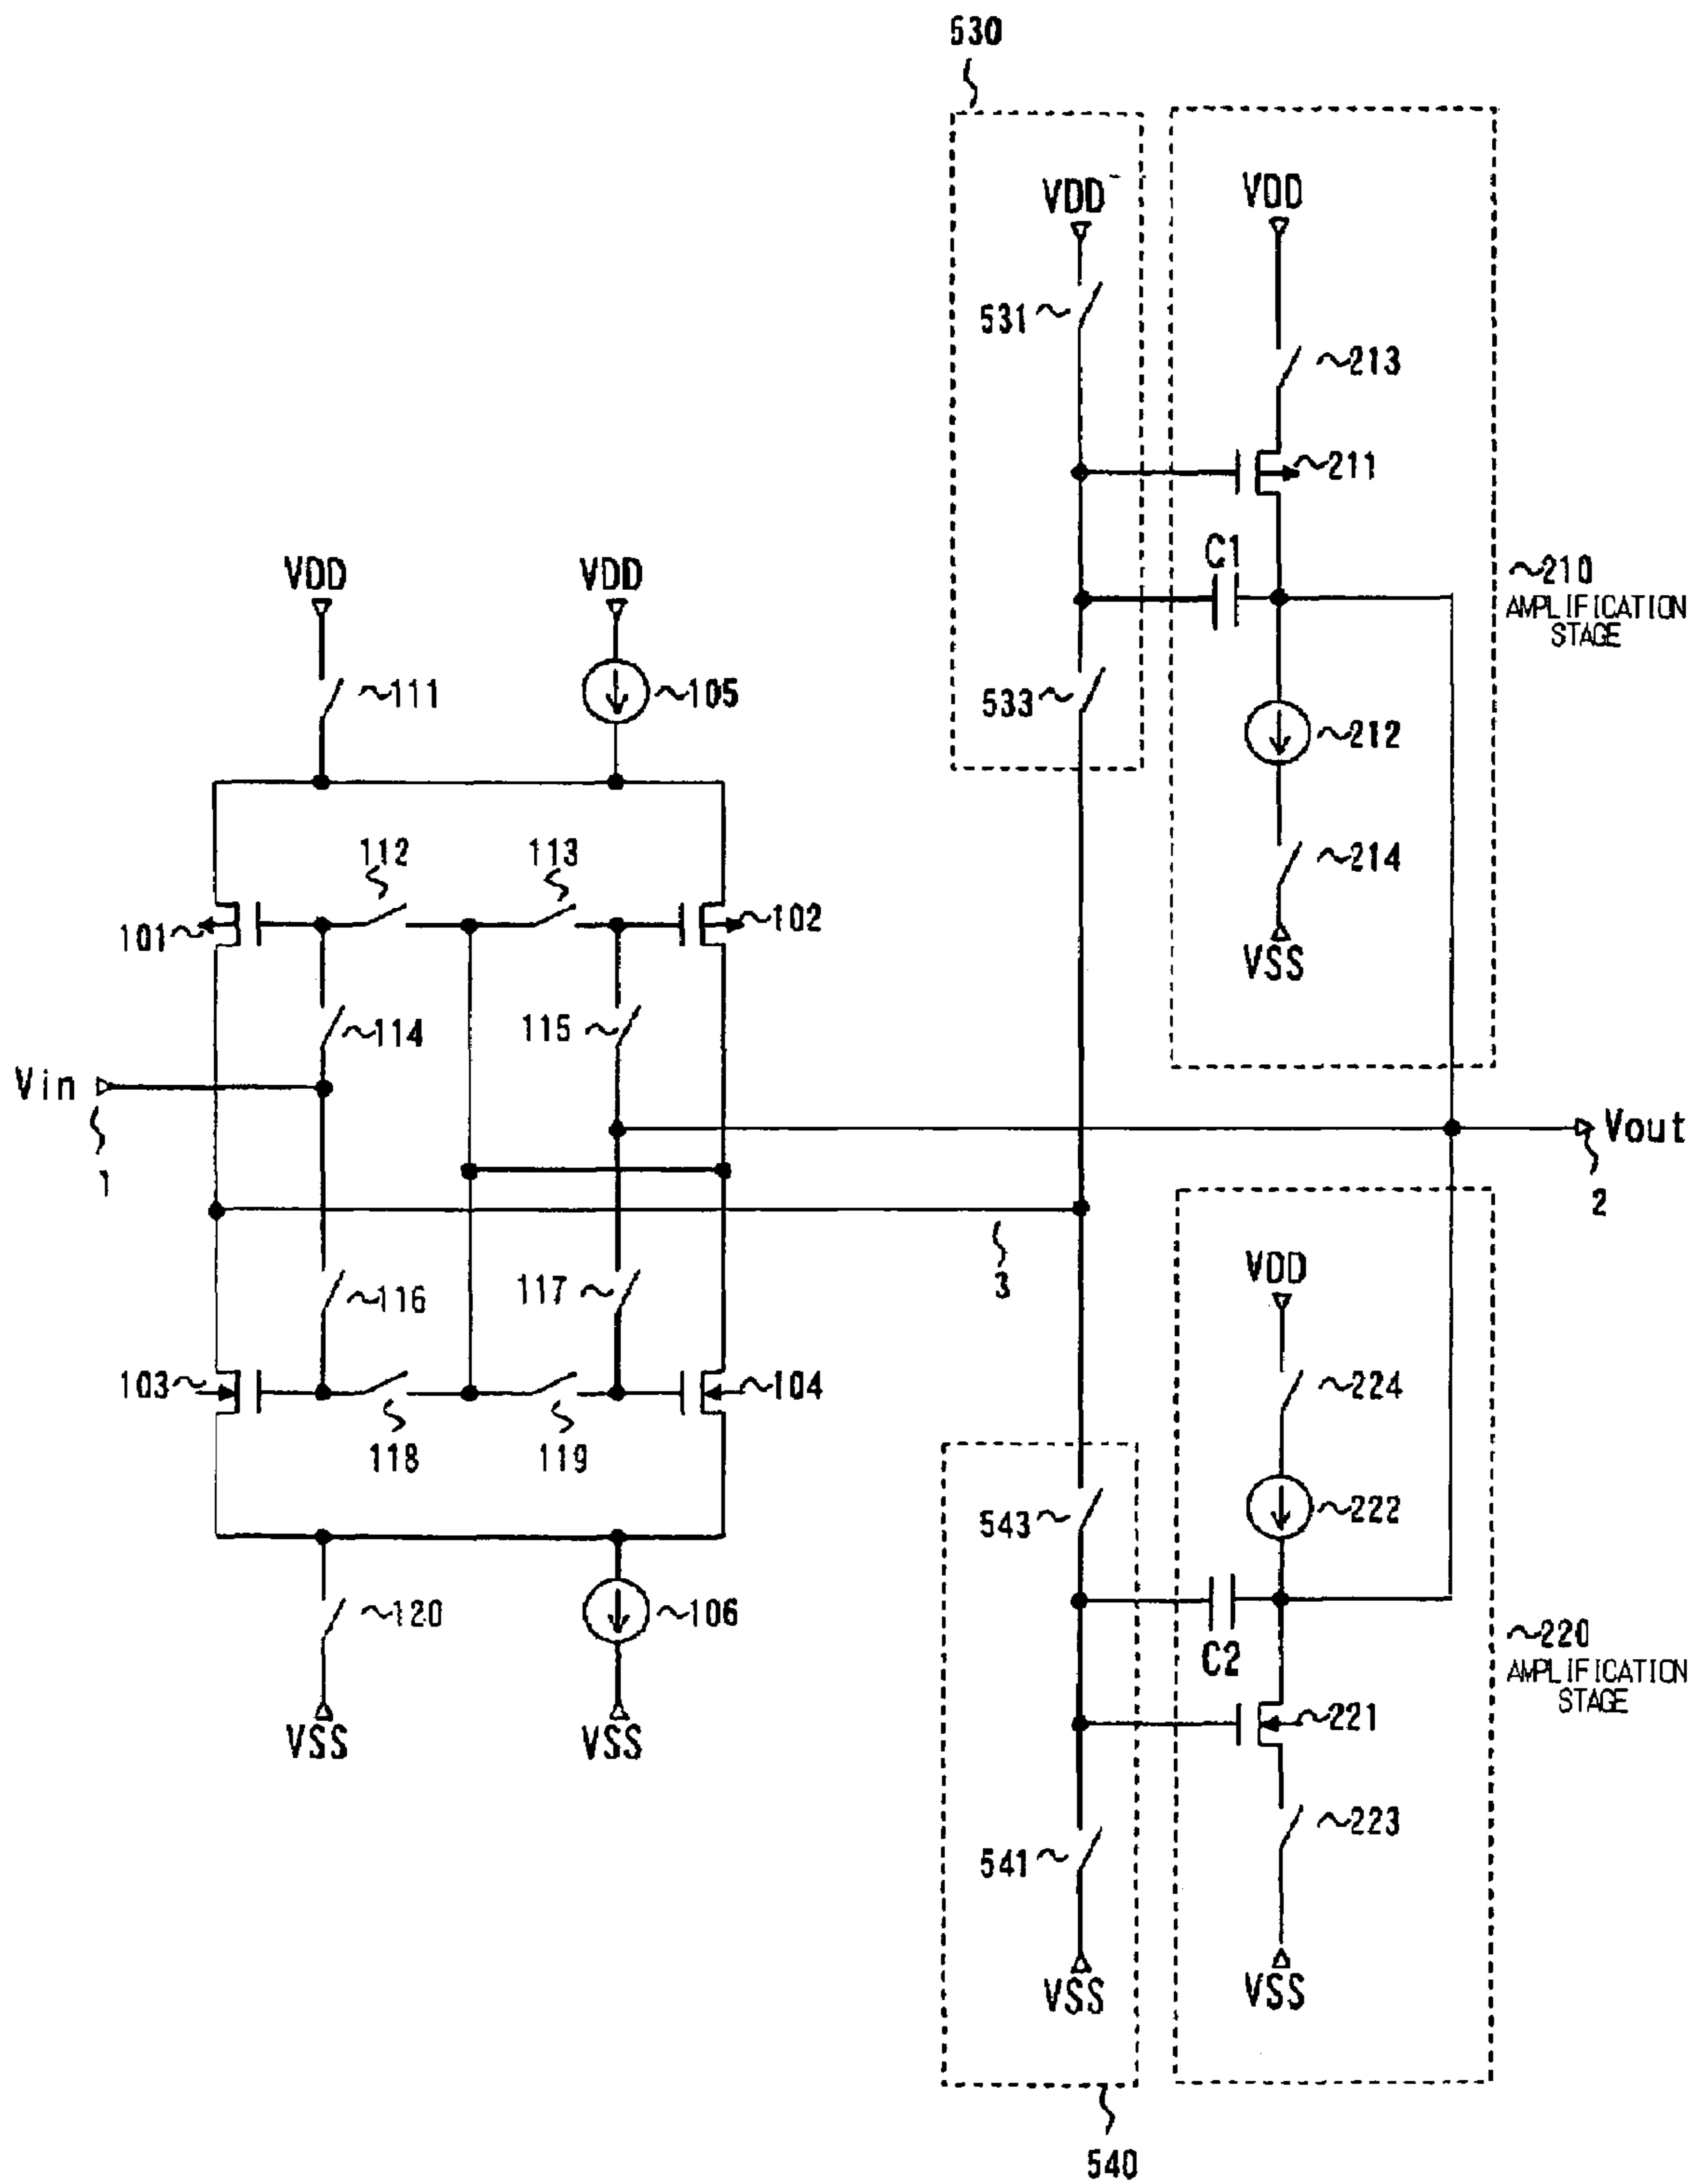 530
VDD
VDD
531
213
211
C1
210
AMPLIFICATION
STAGE
VDD
VDD
111
105
533
212
112
113
214
101
102
VSS
114
115
Vin
1
Vout
2
3
VDD
116
117
224
103
104
118
119
543
222
120
106
C2
220
AMPLIFICATION
STAGE
221
VSS
VSS
223
541
VSS
VSS
540